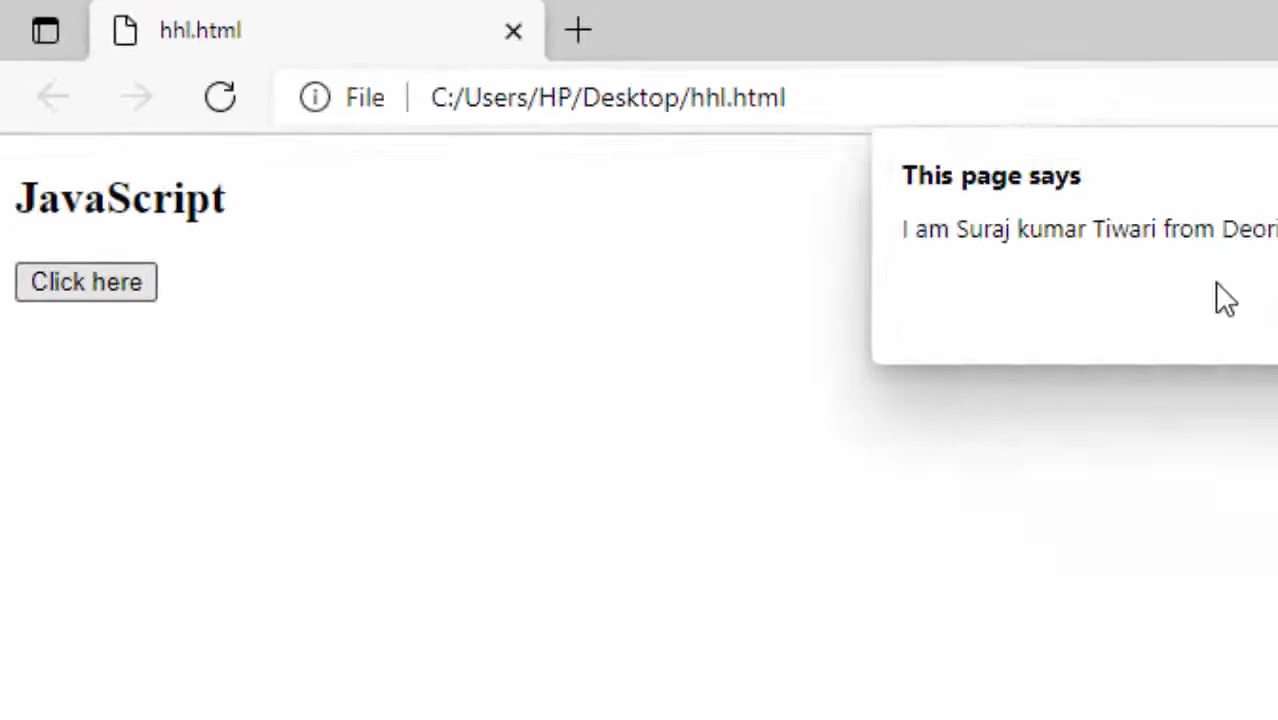 hhl.html
File
C:/Users/HP/Desktop/hhl.html
This page says
I am Suraj kumar Tiwari from Deori
JavaScript
Click here